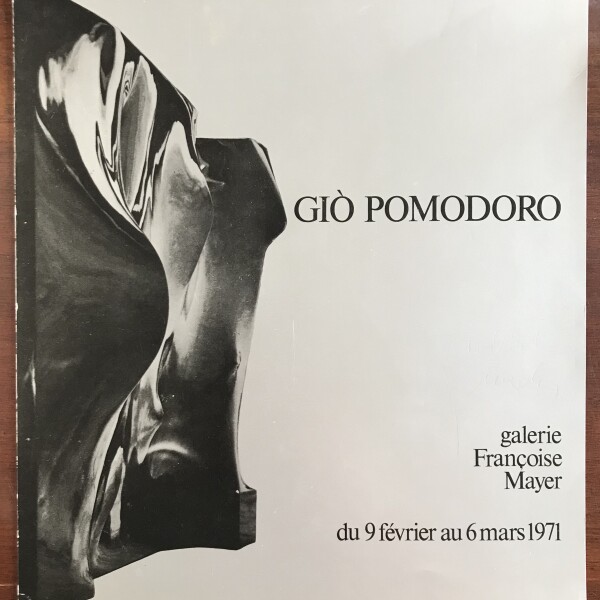 GIÒ POMODORO
galerie
Françoise
Mayer
du 9 février au 6 mars 1971